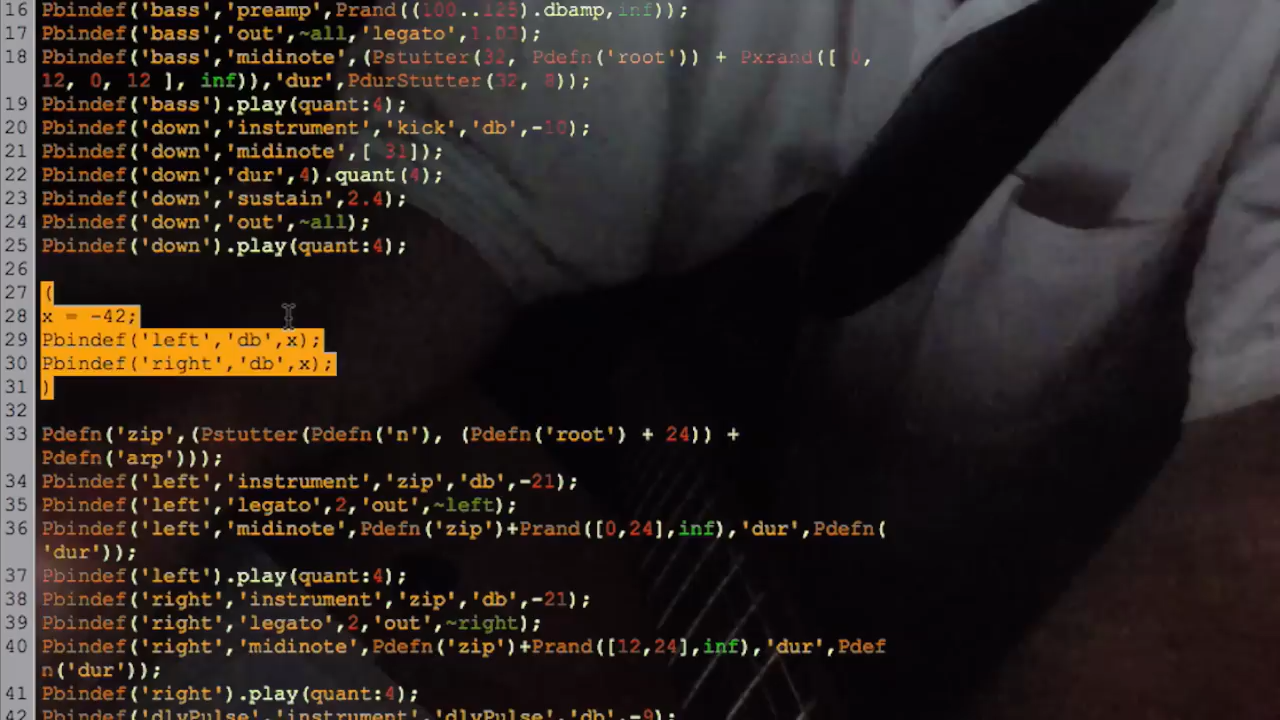 16 Pbindef('bass','preamp',Prand((100..125).dbamp,inf));
17 Pbindef('bass','out',~all,'legato',1.03);
18 Pbindef('bass','midinote',(Pstutter(32, Pdefn('root')) + Pxrand([ 0,
12, 0, 12 ], inf)),'dur',PdurStutter(32, 8));
19 Pbindef('bass').play(quant:4);
20 Pbindef('down','instrument','kick','db',-10);
21 Pbindef('down','midinote',[ 31]);
22 Pbindef('down','dur',4).quant(4);
23 Pbindef('down','sustain',2.4);
24 Pbindef('down','out',~all);
25 Pbindef('down').play(quant:4);
26
27 (
28 x = -42;
29 Pbindef('left','db',x);
30 Pbindef('right','db',x);
31 )
32
33 Pdefn('zip',(Pstutter(Pdefn('n'), (Pdefn('root') + 24)) +
Pdefn('arp')));
34 Pbindef('left','instrument','zip','db',-21);
35 Pbindef('left','legato',2,'out',~left);
36 Pbindef('left','midinote',Pdefn('zip')+Prand([0,24],inf),'dur',Pdefn(
'dur'));
37 Pbindef('left').play(quant:4);
38 Pbindef('right','instrument','zip','db',-21);
39 Pbindef('right','legato',2,'out',~right);
40 Pbindef('right','midinote',Pdefn('zip')+Prand([12,24],inf),'dur',Pdef
n('dur'));
41 Pbindef('right').play(quant:4);
42 Pbindef('dlyPulse','instrument','dlyPulse','db',-9);